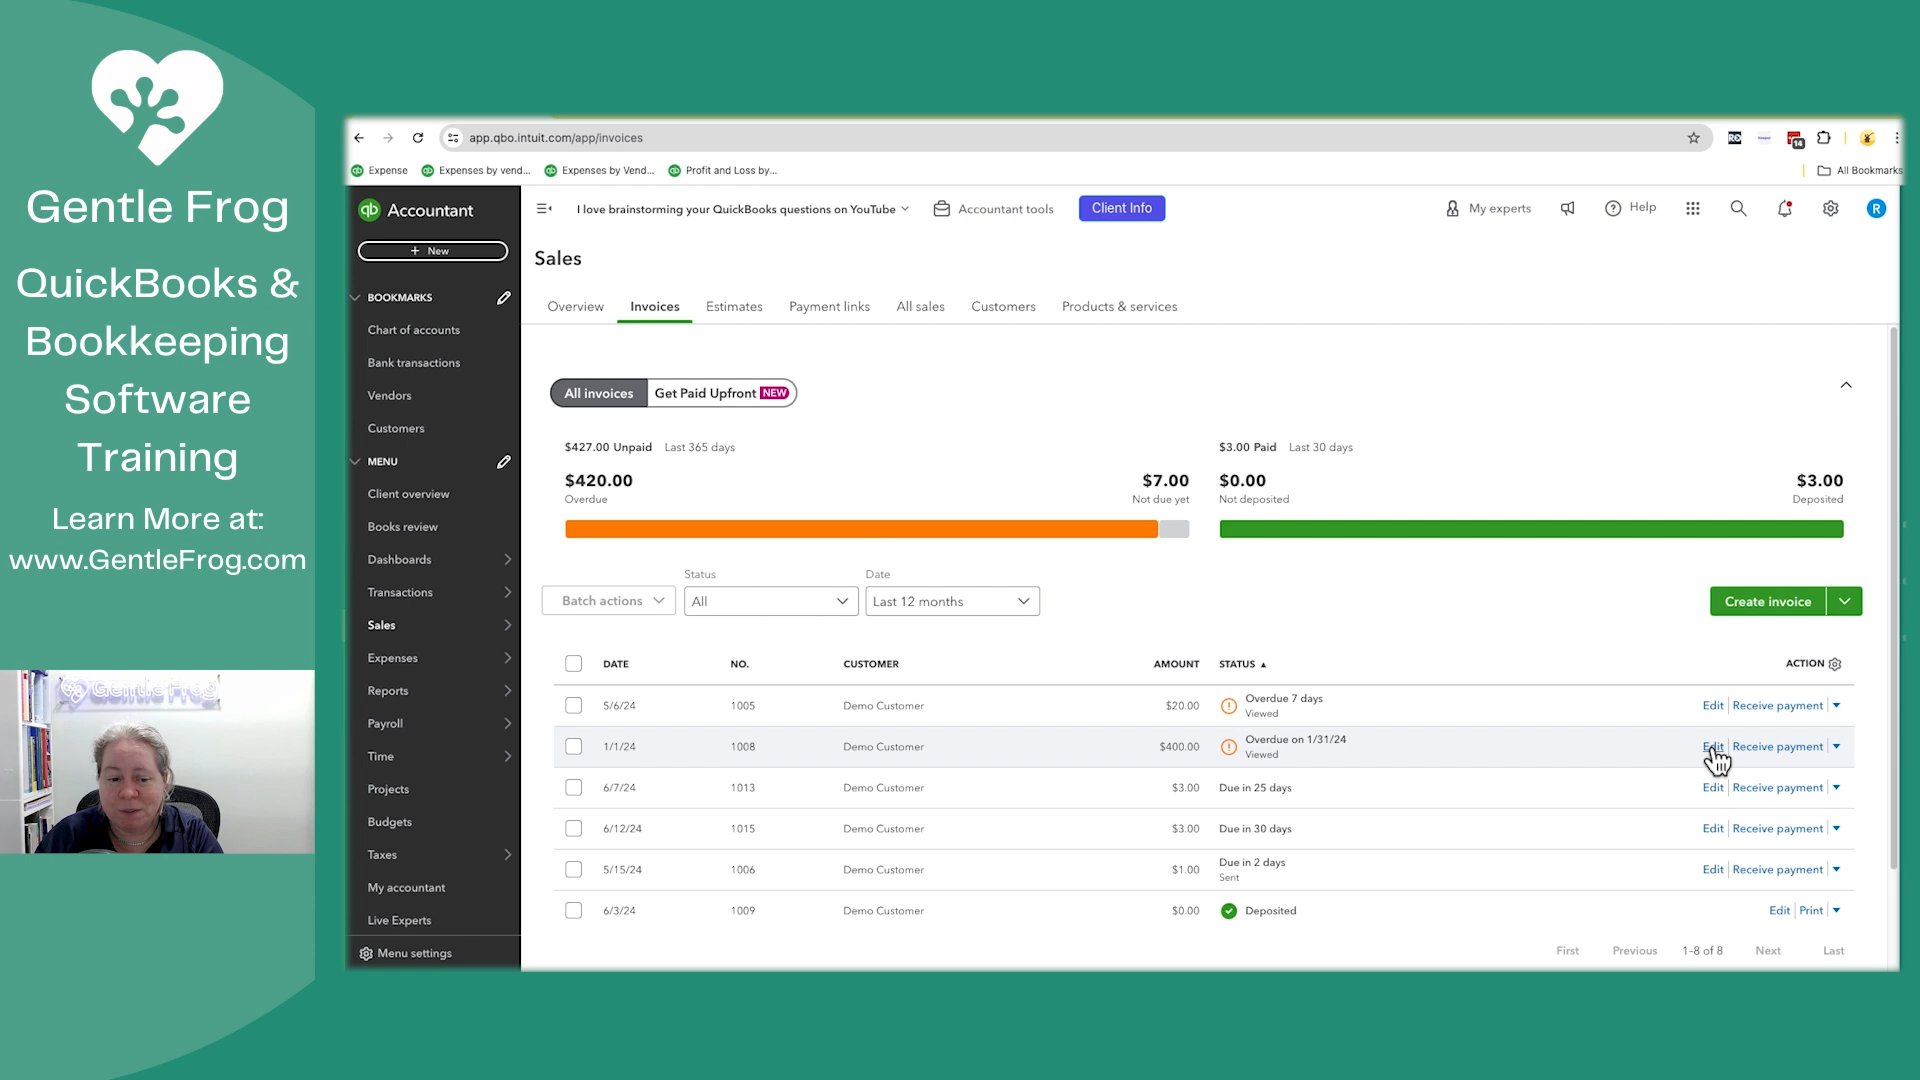 Gentle Frog
QuickBooks &
Bookkeeping
Software
Training
Learn More at:
www.GentleFrog.com
GentleFrog
app.qbo.intuit.com/app/invoices
14
Expense
Expenses by vend...
Expenses by Vend...
Profit and Loss by...
All Bookmarks
qb Accountant
+ New
BOOKMARKS
Chart of accounts
Bank transactions
Vendors
Customers
MENU
Client overview
Books review
Dashboards
Transactions
Sales
Expenses
Reports
Payroll
Time
Projects
Budgets
Taxes
My accountant
Live Experts
Menu settings
I love brainstorming your QuickBooks questions on YouTube
Accountant tools
Client Info
My experts
Help
R
Sales
Overview Invoices Estimates Payment links All sales Customers Products & services
All invoices Get Paid Upfront NEW
$427.00 Unpaid Last 365 days
$420.00 $7.00
Overdue Not due yet
$3.00 Paid Last 30 days
$0.00 $3.00
Not deposited Deposited
Status Date
Batch actions All Last 12 months
Create invoice
DATE NO. CUSTOMER AMOUNT STATUS ▲ ACTION
5/6/24 1005 Demo Customer $20.00 Overdue 7 days Edit Receive payment
Viewed
1/1/24 1008 Demo Customer $400.00 Overdue on 1/31/24 Edit Receive payment
Viewed
6/7/24 1013 Demo Customer $3.00 Due in 25 days Edit Receive payment
6/12/24 1015 Demo Customer $3.00 Due in 30 days Edit Receive payment
5/15/24 1006 Demo Customer $1.00 Due in 2 days Edit Receive payment
Sent
6/3/24 1009 Demo Customer $0.00 Deposited Edit Print
First Previous 1-8 of 8 Next Last